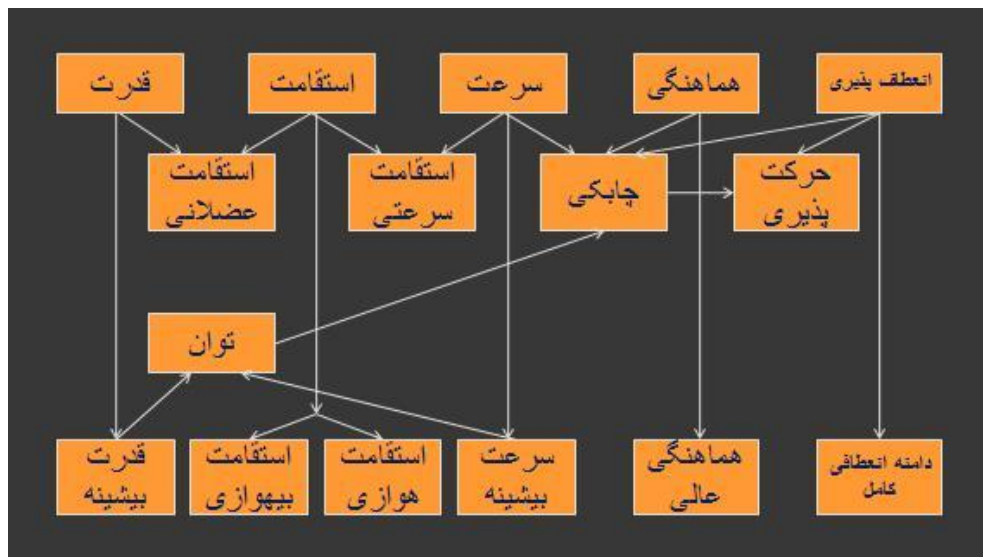 انعطاف پذیری
هماهنگی
سرعت
استقامت
قدرت
حرکت
پذیری
چابکی
استقامت
سرعتی
استقامت
عضلانی
توان
دامنه انعطافی
کامل
هماهنگی
عالی
سرعت
بیشینه
استقامت
هوازی
استقامت
بیهوازی
قدرت
بیشینه